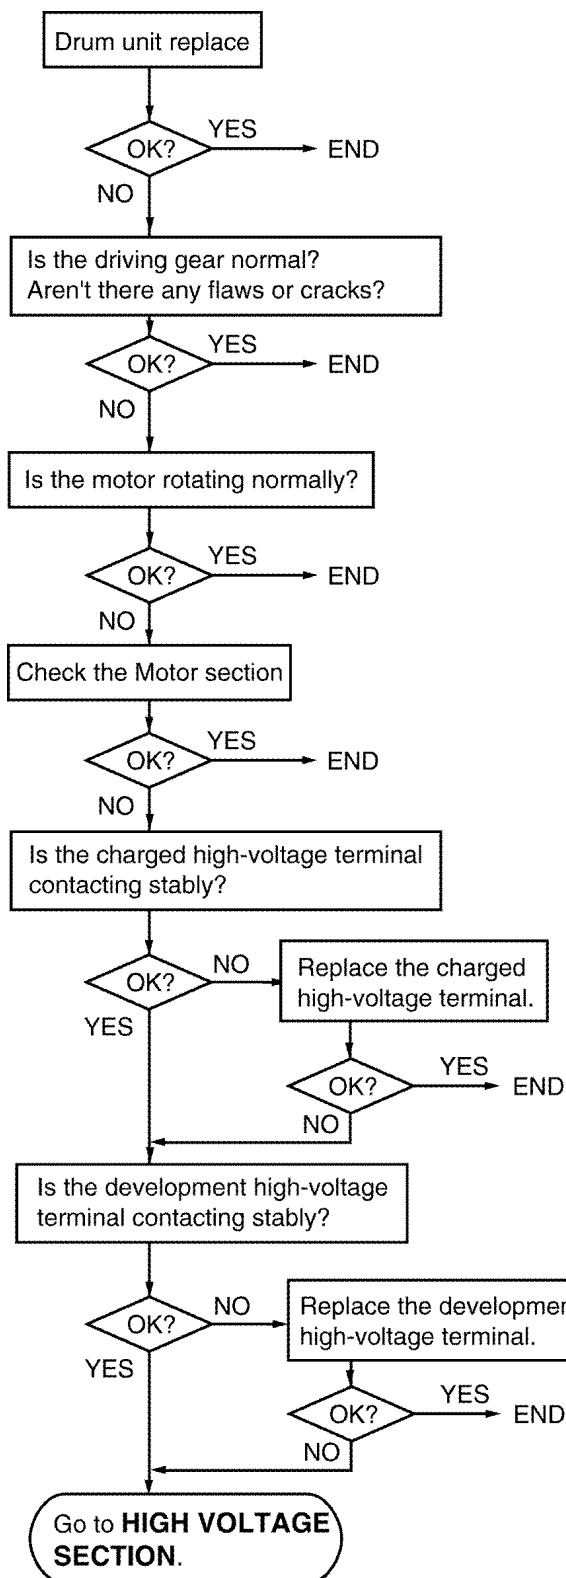 Drum unit replace
YES
OK?
END
NO
Is the driving gear normal?
Aren't there any flaws or cracks?
YES
OK?
END
NO
Is the motor rotating normally?
YES
OK?
END
NO
Check the Motor section
YES
OK?
END
NO
Is the charged high-voltage terminal
contacting stably?
OK?
NO
Replace the charged
high-voltage terminal.
YES
OK?
YES
END
NO
Is the development high-voltage
terminal contacting stably?
OK?
NO
Replace the developmen
high-voltage terminal.
YES
OK?
YES
END
NO
Go to HIGH VOLTAGE
SECTION.